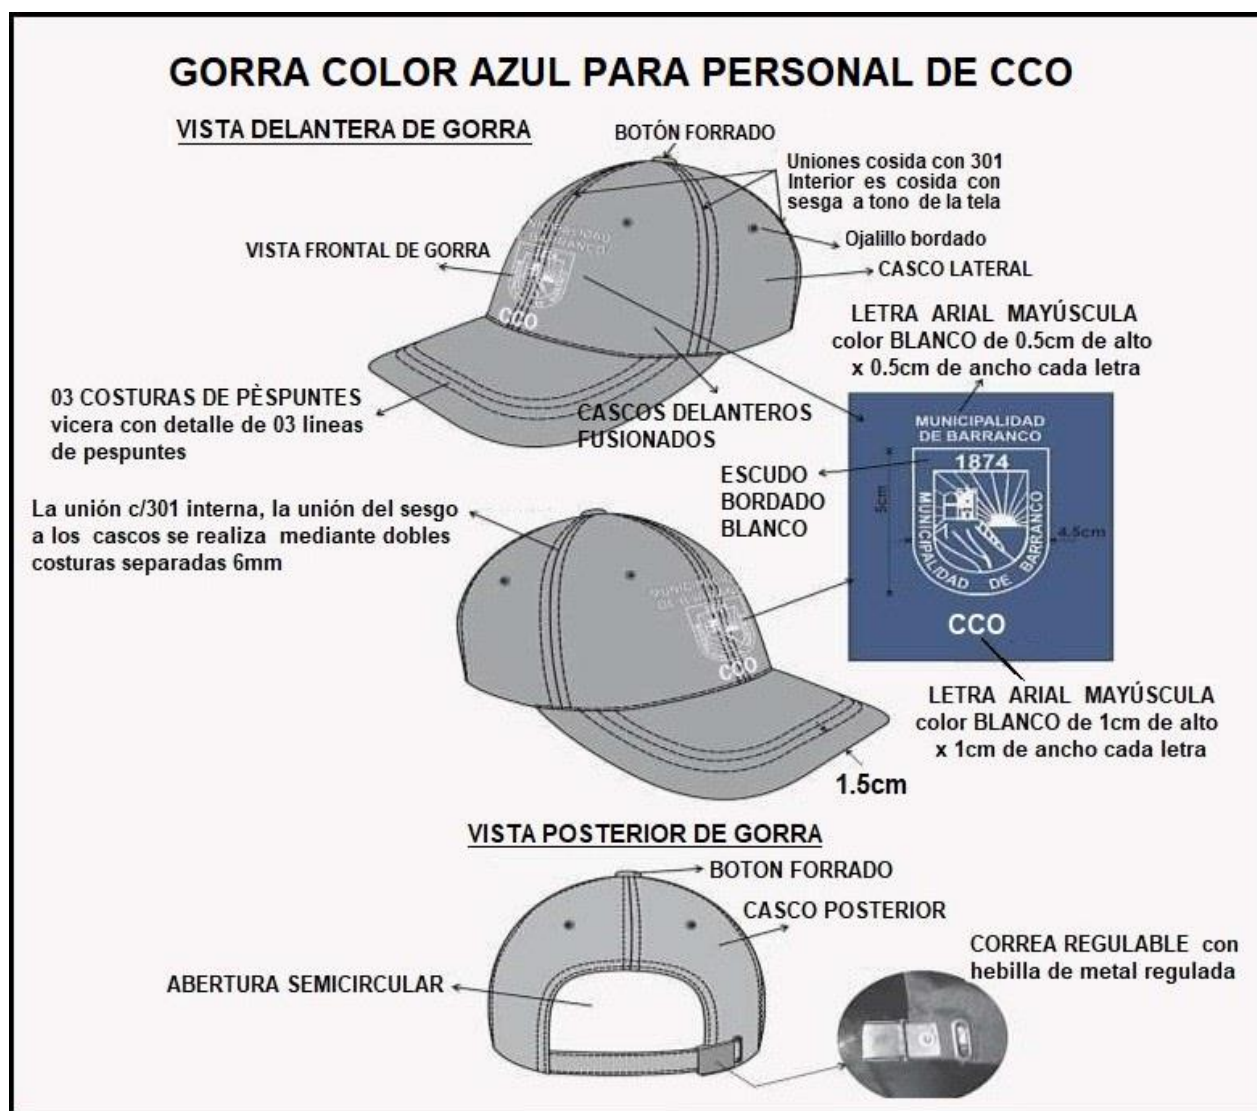 GORRA COLOR AZUL PARA PERSONAL DE CCO
VISTA DELANTERA DE GORRA
BOTÓN FORRADO
Uniones cosida con 301
Interior es cosida con
sesga a tono de la tela
Ojalillo bordado
CASCO LATERAL
VISTA FRONTAL DE GORRA
CCO
LETRA ARIAL MAYÚSCULA
color BLANCO de 0.5cm de alto
x 0.5cm de ancho cada letra
03 COSTURAS DE PÈSPUNTES
vicera con detalle de 03 lineas
de pespuntes
CASCOS DELANTEROS
FUSIONADOS
MUNICIPALIDAD
DE BARRANCO
1874
MUNICIPALIDAD DE BARRANCO
5cm
4.5cm
CCO
ESCUDO
BORDADO
BLANCO
La unión c/301 interna, la unión del sesgo
a los cascos se realiza mediante dobles
costuras separadas 6mm
CCO
LETRA ARIAL MAYÚSCULA
color BLANCO de 1cm de alto
x 1cm de ancho cada letra
1.5cm
VISTA POSTERIOR DE GORRA
BOTON FORRADO
CASCO POSTERIOR
ABERTURA SEMICIRCULAR
CORREA REGULABLE con
hebilla de metal regulada